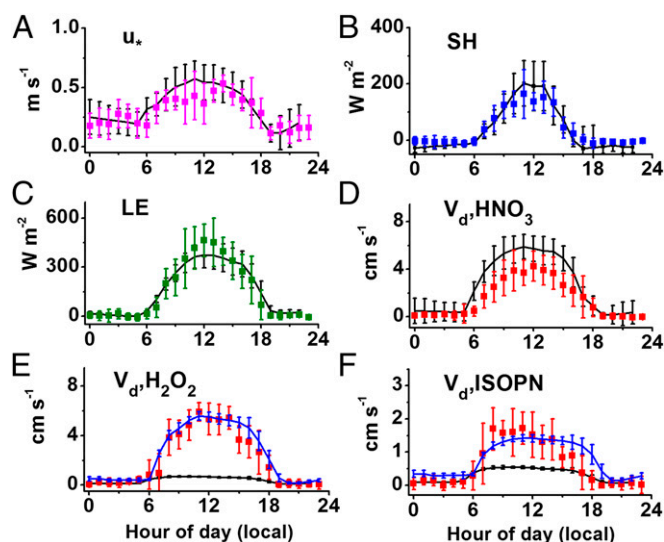 A
u*
m s-1
1.0
0.5
0.0
0 6 12 18 24
B
SH
W m-2
400
200
0
0 6 12 18 24
C
LE
W m-2
600
300
0
0 6 12 18 24
D
Vd,HNO3
cm s-1
6
4
2
0
0 6 12 18 24
E
Vd,H2O2
cm s-1
8
4
0
0 6 12 18 24
Hour of day (local)
F
Vd,ISOPN
cm s-1
3
2
1
0
0 6 12 18 24
Hour of day (local)